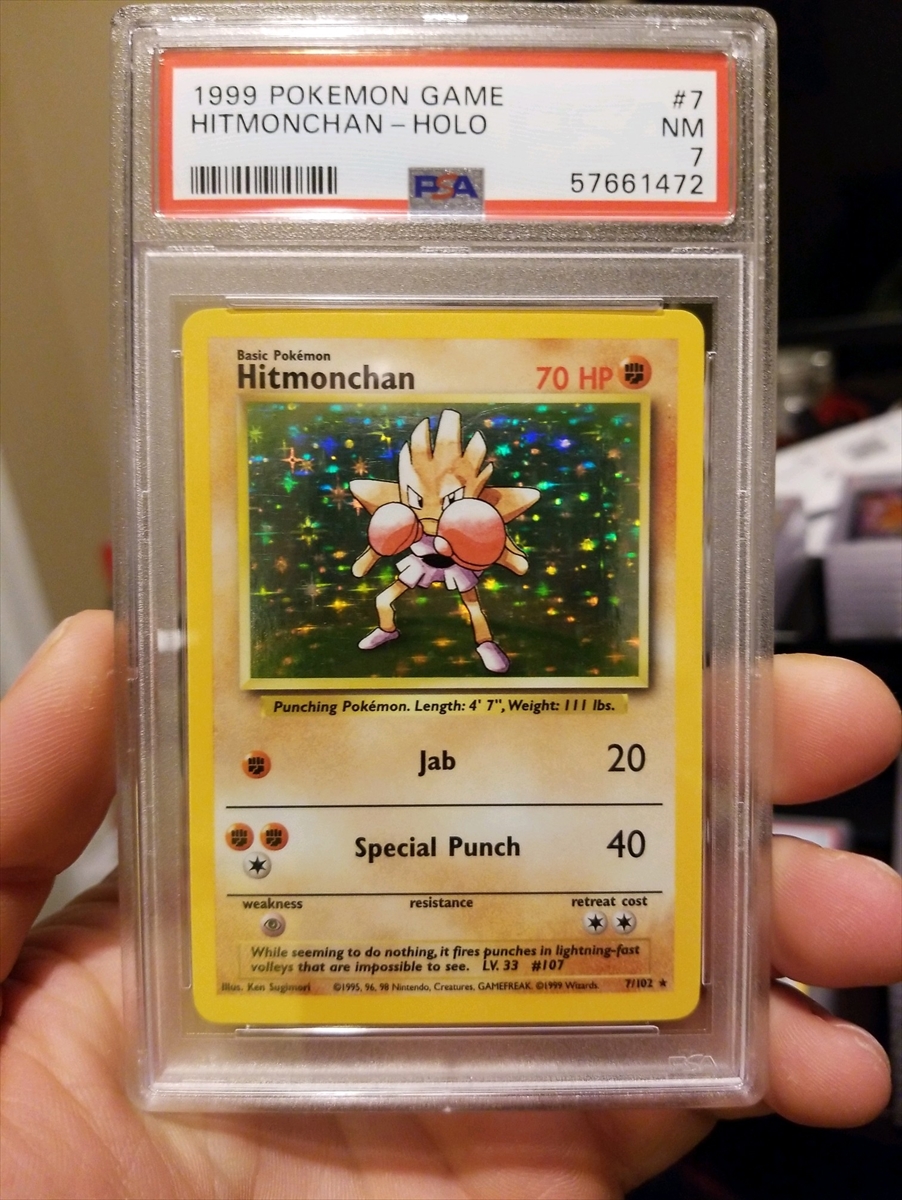 1999 POKEMON GAME #7
HITMONCHAN – HOLO NM
7
PSA 57661472
Basic Pokémon
Hitmonchan 70 HP
Punching Pokémon. Length: 4' 7", Weight: 111 lbs.
Jab 20
Special Punch 40
weakness resistance retreat cost
While seeming to do nothing, it fires punches in lightning-fast
volleys that are impossible to see. LV. 33 #107
Illus. Ken Sugimori ©1995, 96, 98 Nintendo, Creatures, GAMEFREAK. ©1999 Wizards. 7/102 ★
PSA